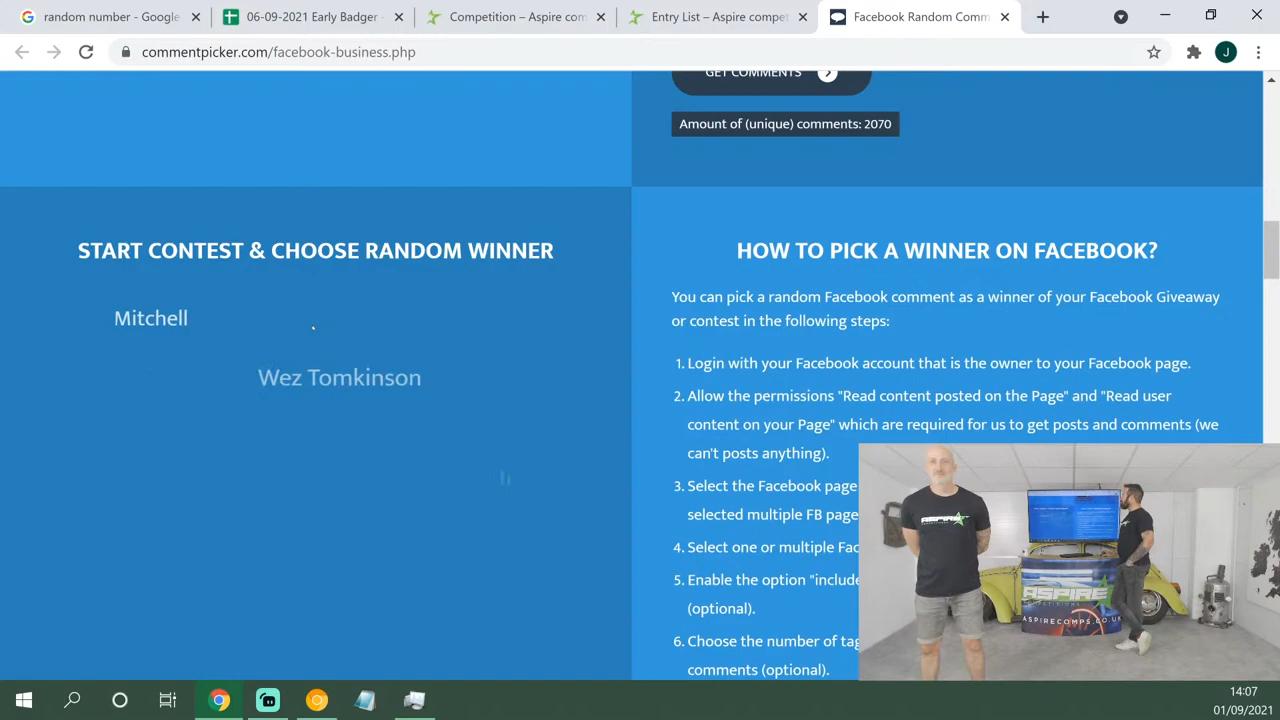 random number - Google
06-09-2021 Early Badger
Competition – Aspire com
Entry List – Aspire compet
Facebook Random Comm
commentpicker.com/facebook-business.php
J
GET COMMENTS
Amount of (unique) comments: 2070
START CONTEST & CHOOSE RANDOM WINNER
Mitchell
Wez Tomkinson
HOW TO PICK A WINNER ON FACEBOOK?
You can pick a random Facebook comment as a winner of your Facebook Giveaway
or contest in the following steps:
1. Login with your Facebook account that is the owner to your Facebook page.
2. Allow the permissions "Read content posted on the Page" and "Read user
content on your Page" which are required for us to get posts and comments (we
can't posts anything).
3. Select the Facebook page
selected multiple FB page
4. Select one or multiple Fac
5. Enable the option "include
(optional).
6. Choose the number of tag
comments (optional).
ASPIRE
ASPIRE
COMPETITIONS
ASPIRECOMPS.CO.UK
14:07
01/09/2021